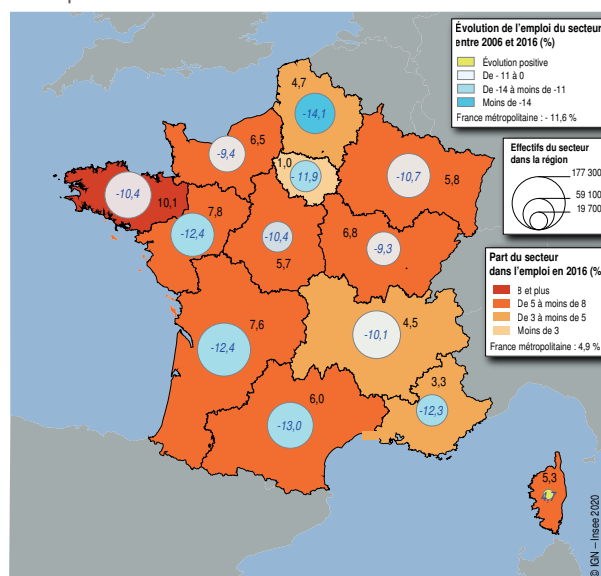 Évolution de l'emploi du secteur
entre 2006 et 2016 (%)
Évolution positive
De - 11 à 0
De - 14 à moins de -11
Moins de -14
France métropolitaine : - 11,6 %
Effectifs du secteur
dans la région
177 300
59 100
19 700
Part du secteur
dans l'emploi en 2016 (%
8 et plus
De 5 à moins de 8
De 3 à moins de 5
Moins de 3
France métropolitaine : 4,9 %
4,7
-14,1
6,5
-9,4
1,0
- 11,9
-10,7
5,8
-10,4
10,1
7,8
-12,4
-10,4
5,7
6,8
-9,3
7,6
-12,4
4,5
-10,1
3,3
-12,3
6,0
-13,0
5,3
4,7
© IGN – Insee 2020